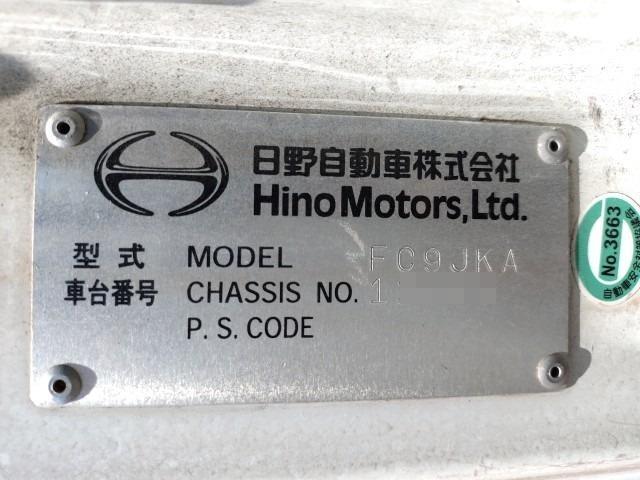 日野自動車株式会社
Hino Motors, Ltd.
型式 MODEL FC9JKA
車台番号 CHASSIS NO. 1
P. S. CODE
No.3663